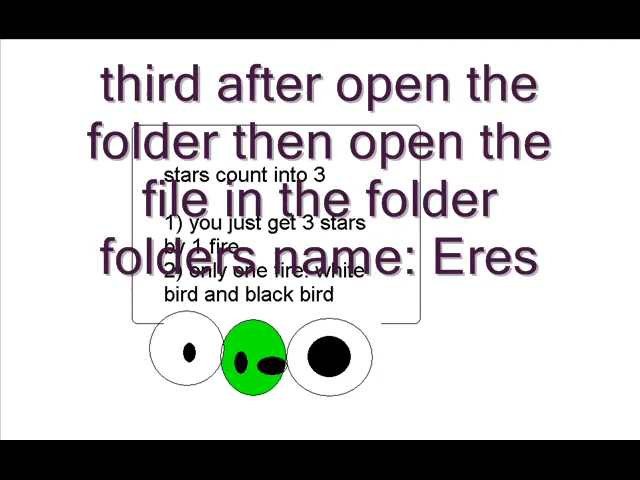 third after open the
folder then open the
file in the folder
folders name: Eres
stars count into 3
1) you just get 3 stars
by 1 fire
2) only one fire: white
bird and black bird